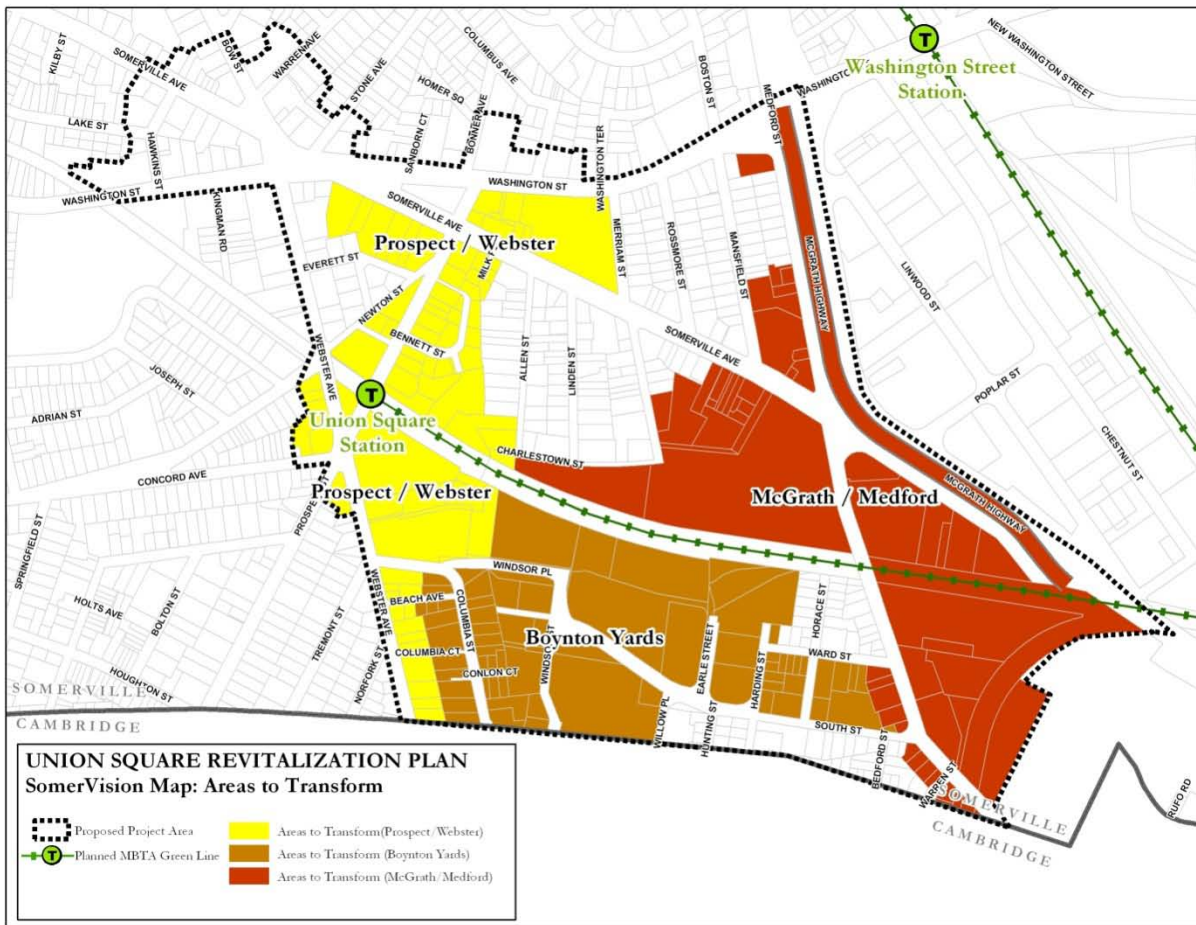 KILBY ST
SOMERVILLE AVE
BOW ST
WARREN AVE
STONE AVE
COLUMBUS AVE
HOMER SQ
SANBORN CT
BONNER AVE
BOSTON ST
MEDFORD ST
WASHINGTON
NEW WASHINGTON STREET
Washington Street
Station
LAKE ST
HAWKINS ST
WASHINGTON ST
KINGMAN RD
WASHINGTON ST
WASHINGTON TER
SOMERVILLE AVE
Prospect / Webster
MERRIAM ST
ROSSMORE ST
MANSFIELD ST
MCGRATH HIGHWAY
LINWOOD ST
EVERETT ST
MILK
NEWTON ST
BENNETT ST
WEBSTER AVE
JOSEPH ST
ALLEN ST
LINDEN ST
SOMERVILLE AVE
POPLAR ST
CHESTNUT ST
ADRIAN ST
Union Square
Station
CHARLESTOWN ST
CONCORD AVE
Prospect / Webster
McGrath / Medford
MCGRATH HIGHWAY
SPRINGFIELD ST
WINDSOR PL
BEACH AVE
WEBSTER AVE
COLUMBIA ST
HOLTS AVE
BOLTON ST
TREMONT ST
NORFORK ST
COLUMBIA CT
CONLON CT
Boynton Yards
EARLE STREET
HARDING ST
HORACE ST
WARD ST
HOUGHTON ST
SOMERVILLE
CAMBRIDGE
WILLOW PL
HUNTING ST
SOUTH ST
BEDFORD ST
WARREN ST
SOMERVILLE
CAMBRIDGE
RUFO RD
UNION SQUARE REVITALIZATION PLAN
SomerVision Map: Areas to Transform
Proposed Project Area
T Planned MBTA Green Line
Areas to Transform(Prospect/Webster)
Areas to Transform (Boynton Yards)
Areas to Transform (McGrath/Medford)